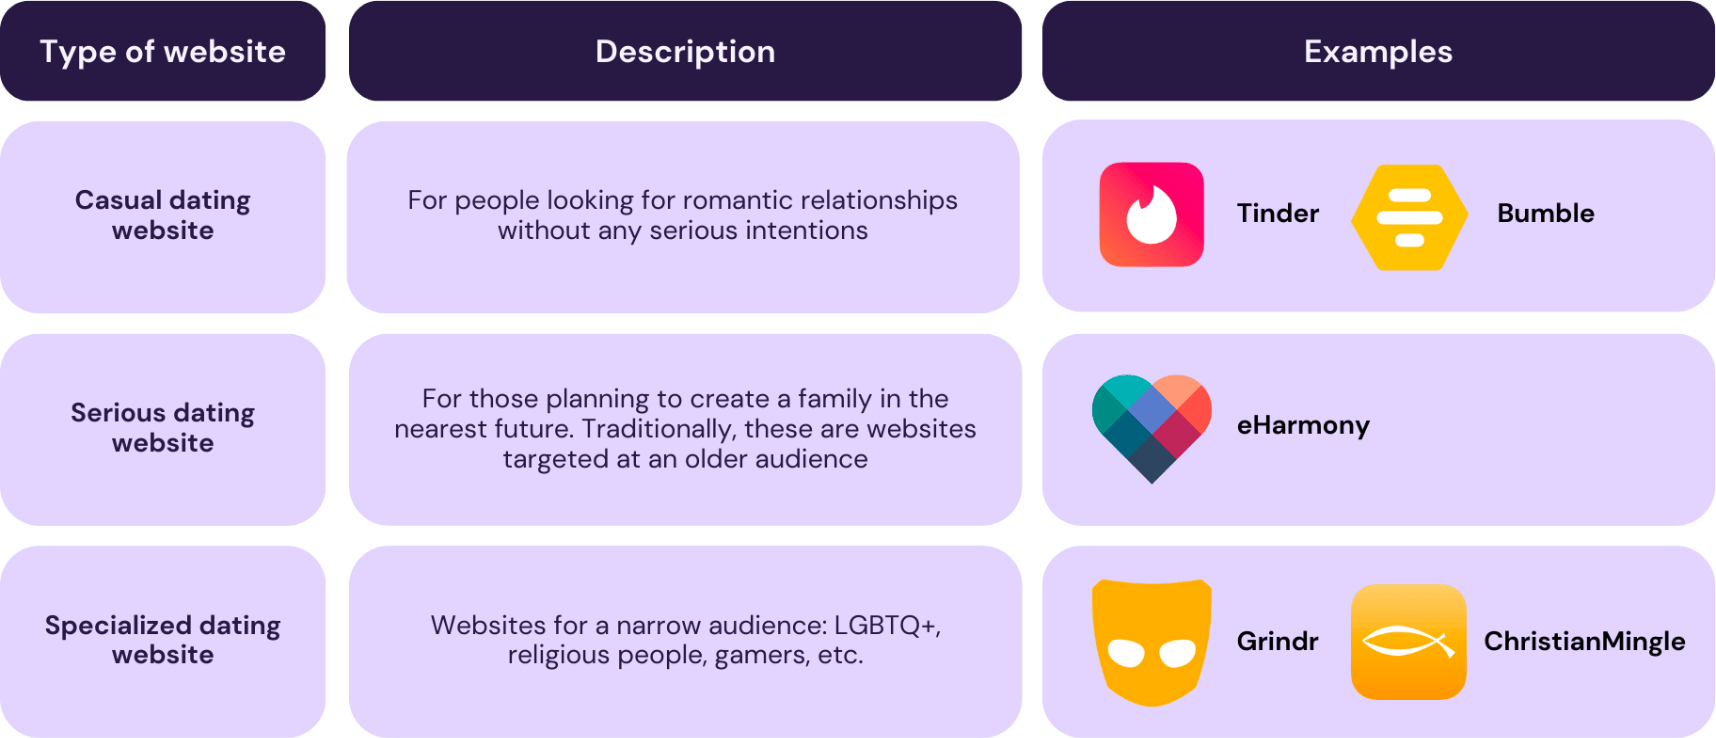 Type of website
Description
Examples
Casual dating
website
For people looking for romantic relationships
without any serious intentions
Tinder
Bumble
Serious dating
website
For those planning to create a family in the
nearest future. Traditionally, these are websites
targeted at an older audience
eHarmony
Specialized dating
website
Websites for a narrow audience: LGBTQ+,
religious people, gamers, etc.
Grindr
ChristianMingle